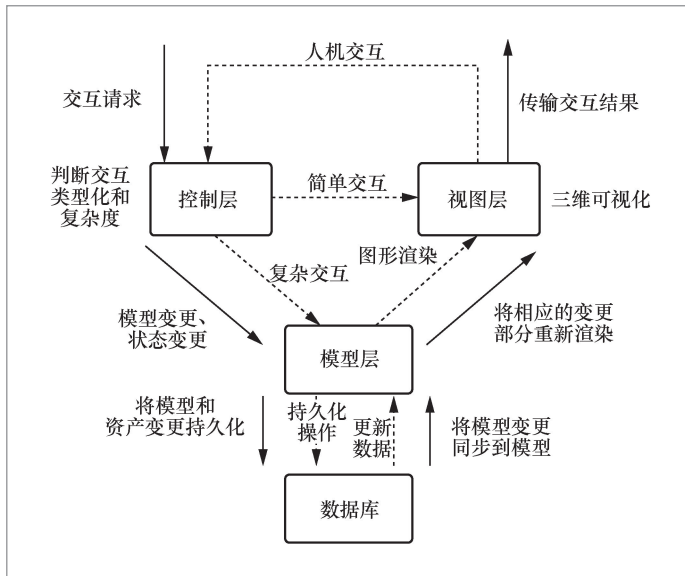 人机交互
交互请求
传输交互结果
判断交互
类型化和
复杂度
控制层
简单交互
视图层
三维可视化
复杂交互
图形渲染
模型变更、
状态变更
将相应的变更
部分重新渲染
模型层
将模型和
资产变更持久化
持久化
操作
更新
数据
将模型变更
同步到模型
数据库